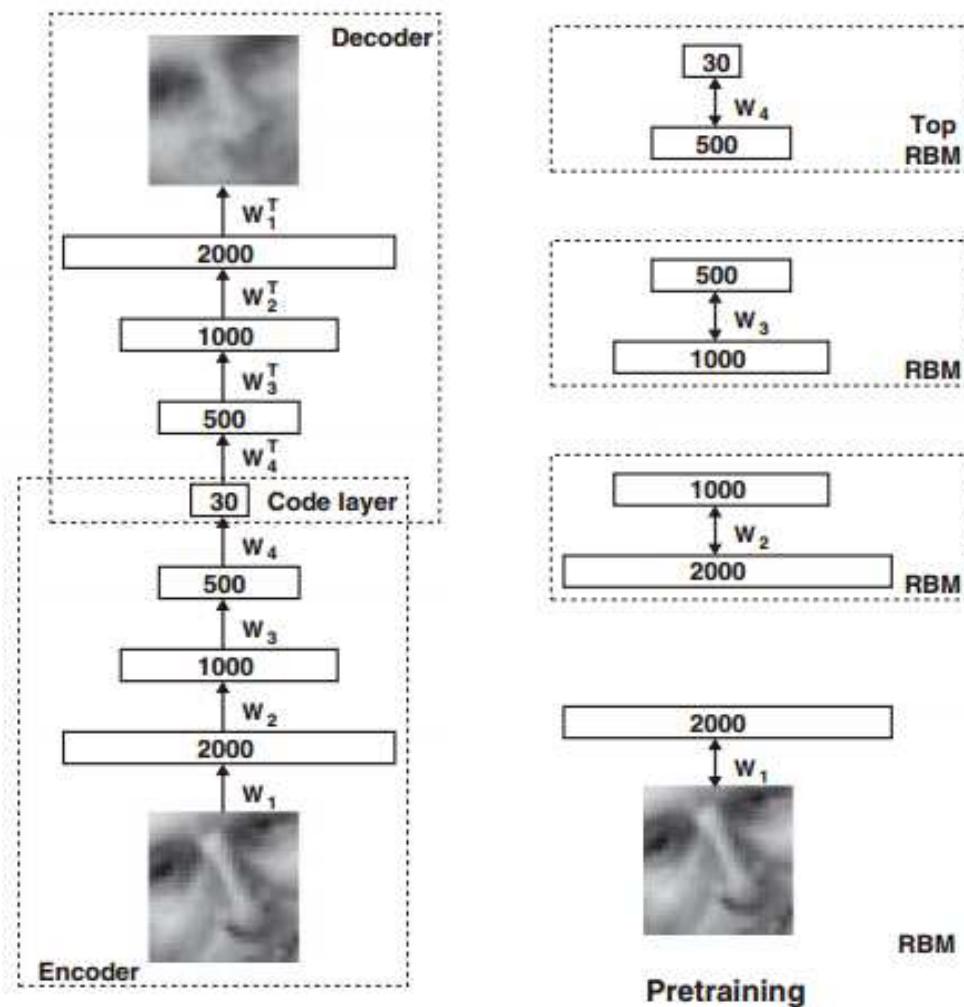 Decoder
W₁ᵀ
2000
W₂ᵀ
1000
W₃ᵀ
500
W₄ᵀ
30 Code layer
W₄
500
W₃
1000
W₂
2000
W₁
Encoder
30
W₄
500
Top
RBM
500
W₃
1000
RBM
1000
W₂
2000
RBM
2000
W₁
RBM
Pretraining